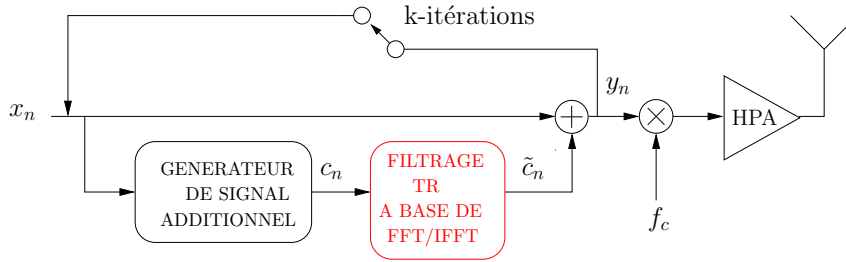 k-itérations
x_n
y_n
HPA
GENERATEUR
DE SIGNAL
ADDITIONNEL
c_n
FILTRAGE
TR
A BASE DE
FFT/IFFT
c̃_n
f_c